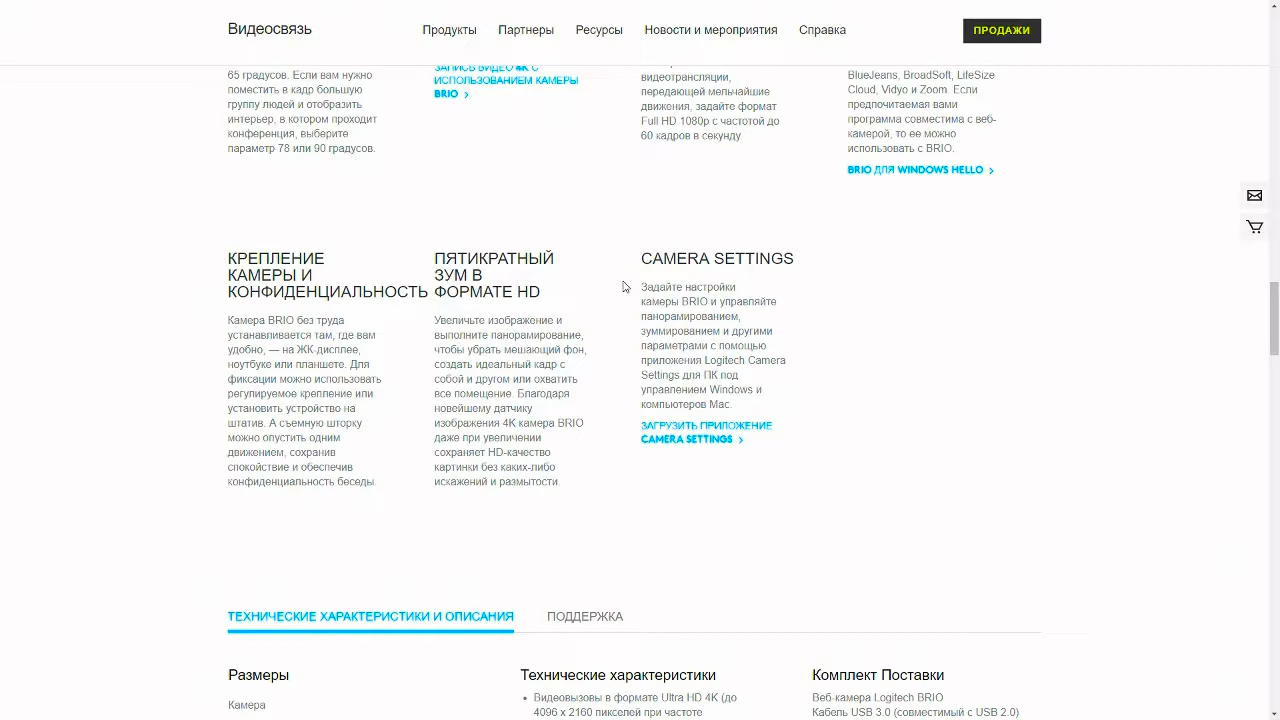 Видеосвязь
Продукты Партнеры Ресурсы Новости и мероприятия Справка
ПРОДАЖИ
65 градусов. Если вам нужно
поместить в кадр большую
группу людей и отобразить
интерьер, в котором проходит
конференция, выберите
параметр 78 или 90 градусов.
ЗАПИСЬ ВИДЕО 4K С
ИСПОЛЬЗОВАНИЕМ КАМЕРЫ
BRIO
видеотрансляции,
передающей мельчайшие
движения, задайте формат
Full HD 1080p с частотой до
60 кадров в секунду.
BlueJeans, BroadSoft, LifeSize
Cloud, Vidyo и Zoom. Если
предпочитаемая вами
программа совместима с веб-
камерой, то ее можно
использовать с BRIO.
BRIO ДЛЯ WINDOWS HELLO
КРЕПЛЕНИЕ
КАМЕРЫ И
КОНФИДЕНЦИАЛЬНОСТЬ
Камера BRIO без труда
устанавливается там, где вам
удобно, — на ЖК-дисплее,
ноутбуке или планшете. Для
фиксации можно использовать
регулируемое крепление или
установить устройство на
штатив. А съемную шторку
можно опустить одним
движением, сохранив
спокойствие и обеспечив
конфиденциальность беседы.
ПЯТИКРАТНЫЙ
ЗУМ В
ФОРМАТЕ HD
Увеличьте изображение и
выполните панорамирование,
чтобы убрать мешающий фон,
создать идеальный кадр с
собой и другом или охватить
все помещение. Благодаря
новейшему датчику
изображения 4K камера BRIO
даже при увеличении
сохраняет HD-качество
картинки без каких-либо
искажений и размытости.
CAMERA SETTINGS
Задайте настройки
камеры BRIO и управляйте
панорамированием,
зуммированием и другими
параметрами с помощью
приложения Logitech Camera
Settings для ПК под
управлением Windows и
компьютеров Mac.
ЗАГРУЗИТЬ ПРИЛОЖЕНИЕ
CAMERA SETTINGS
ТЕХНИЧЕСКИЕ ХАРАКТЕРИСТИКИ И ОПИСАНИЯ
ПОДДЕРЖКА
Размеры
Камера
Технические характеристики
• Видеовызовы в формате Ultra HD 4K (до
4096 x 2160 пикселей при частоте
Комплект Поставки
Веб-камера Logitech BRIO
Кабель USB 3.0 (совместимый с USB 2.0)